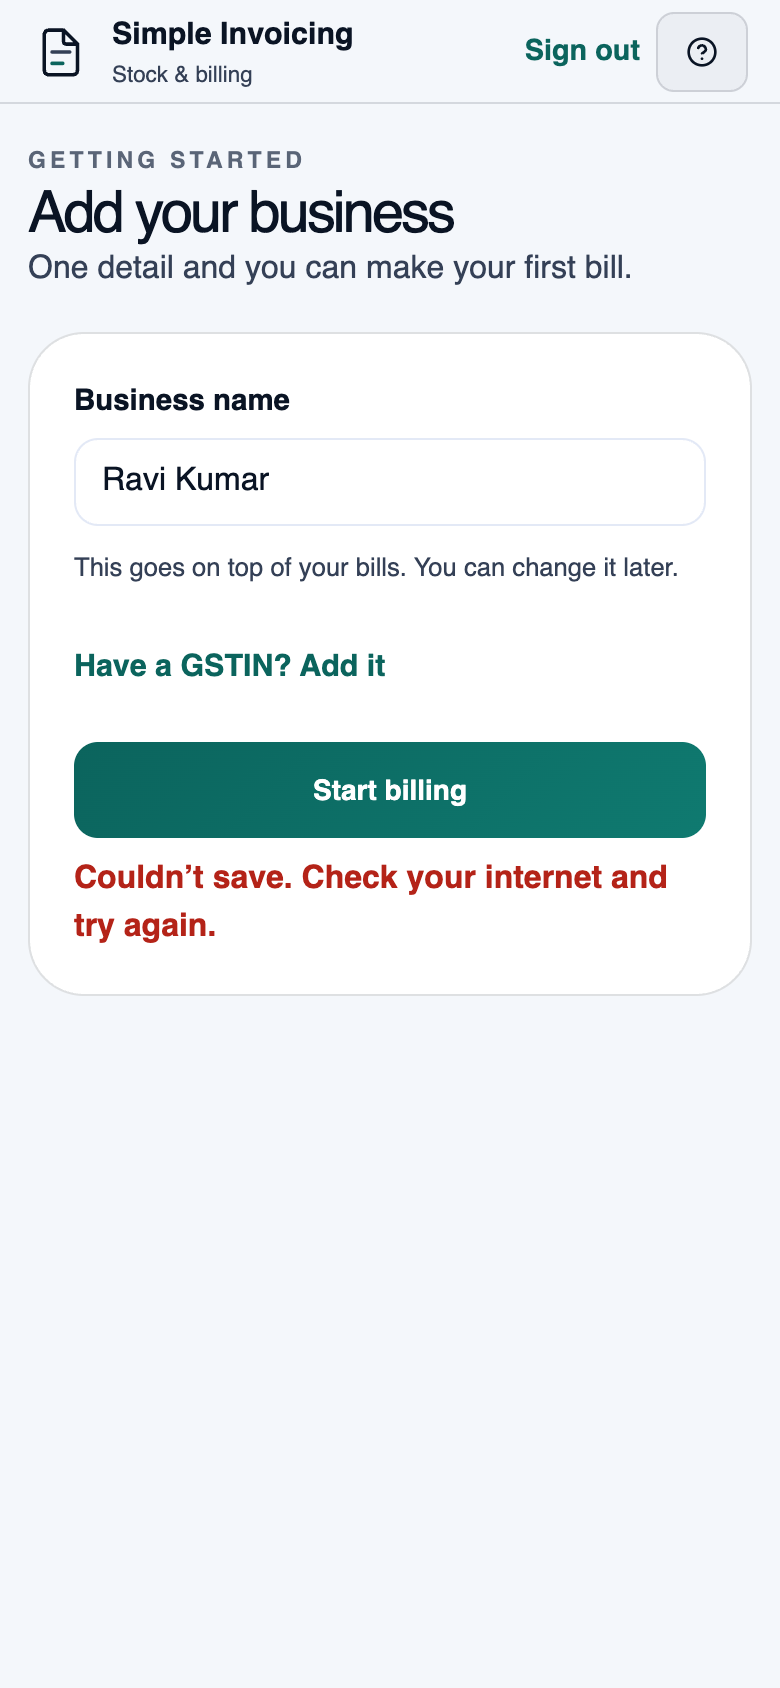 Simple Invoicing
Stock & billing
Sign out
GETTING STARTED
Add your business
One detail and you can make your first bill.
Business name
Ravi Kumar
This goes on top of your bills. You can change it later.
Have a GSTIN? Add it
Start billing
Couldn’t save. Check your internet and
try again.